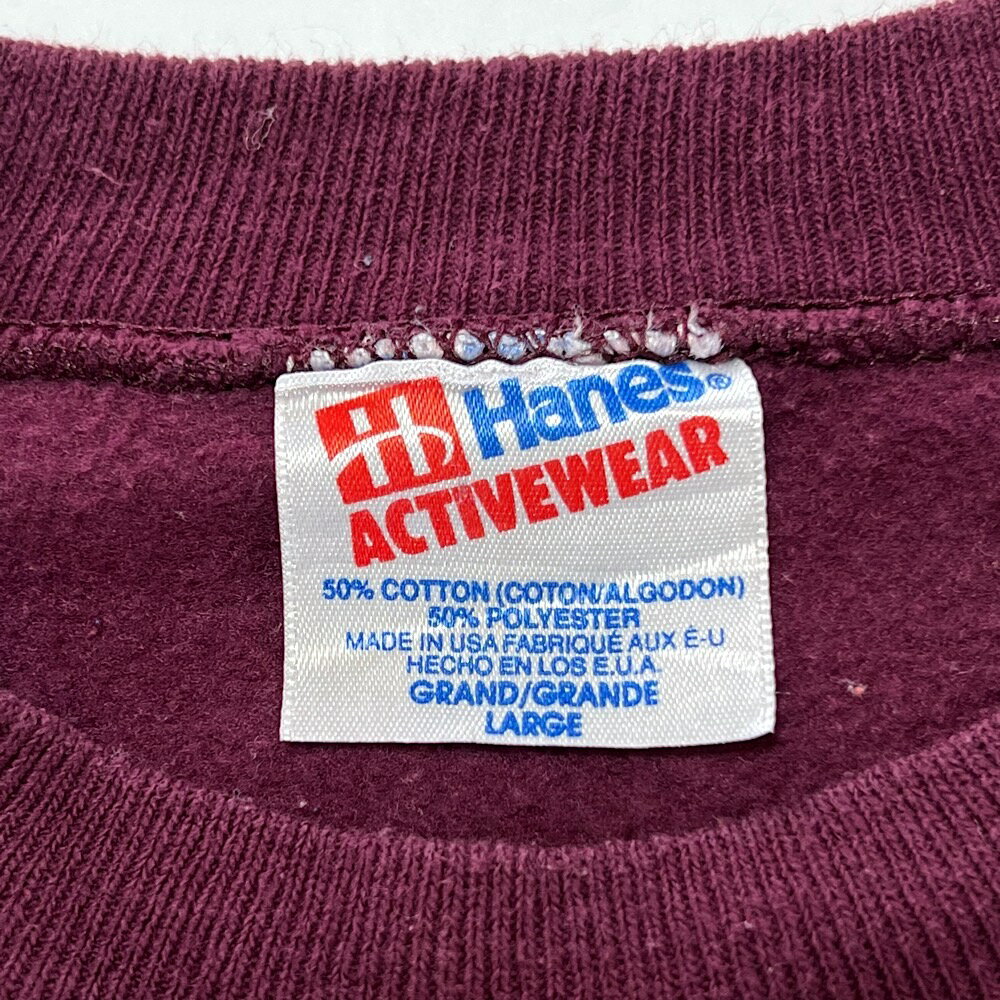 Hanes®
ACTIVEWEAR
50% COTTON (COTON/ALGODON)
50% POLYESTER
MADE IN USA FABRIQUÉ AUX É-U
HECHO EN LOS E.U.A.
GRAND/GRANDE
LARGE